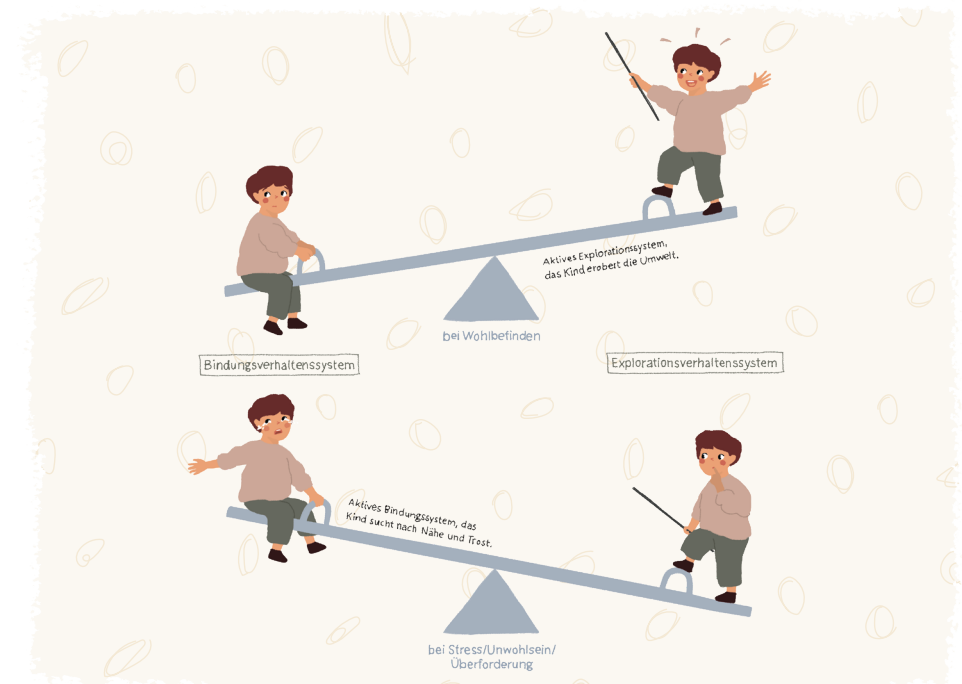 Aktives Explorationssystem,
das Kind erobert die Umwelt.
bei Wohlbefinden
Bindungsverhaltenssystem
Explorationsverhaltenssystem
Aktives Bindungssystem, das
Kind sucht nach Nähe und Trost.
bei Stress/Unwohlsein/
Überforderung